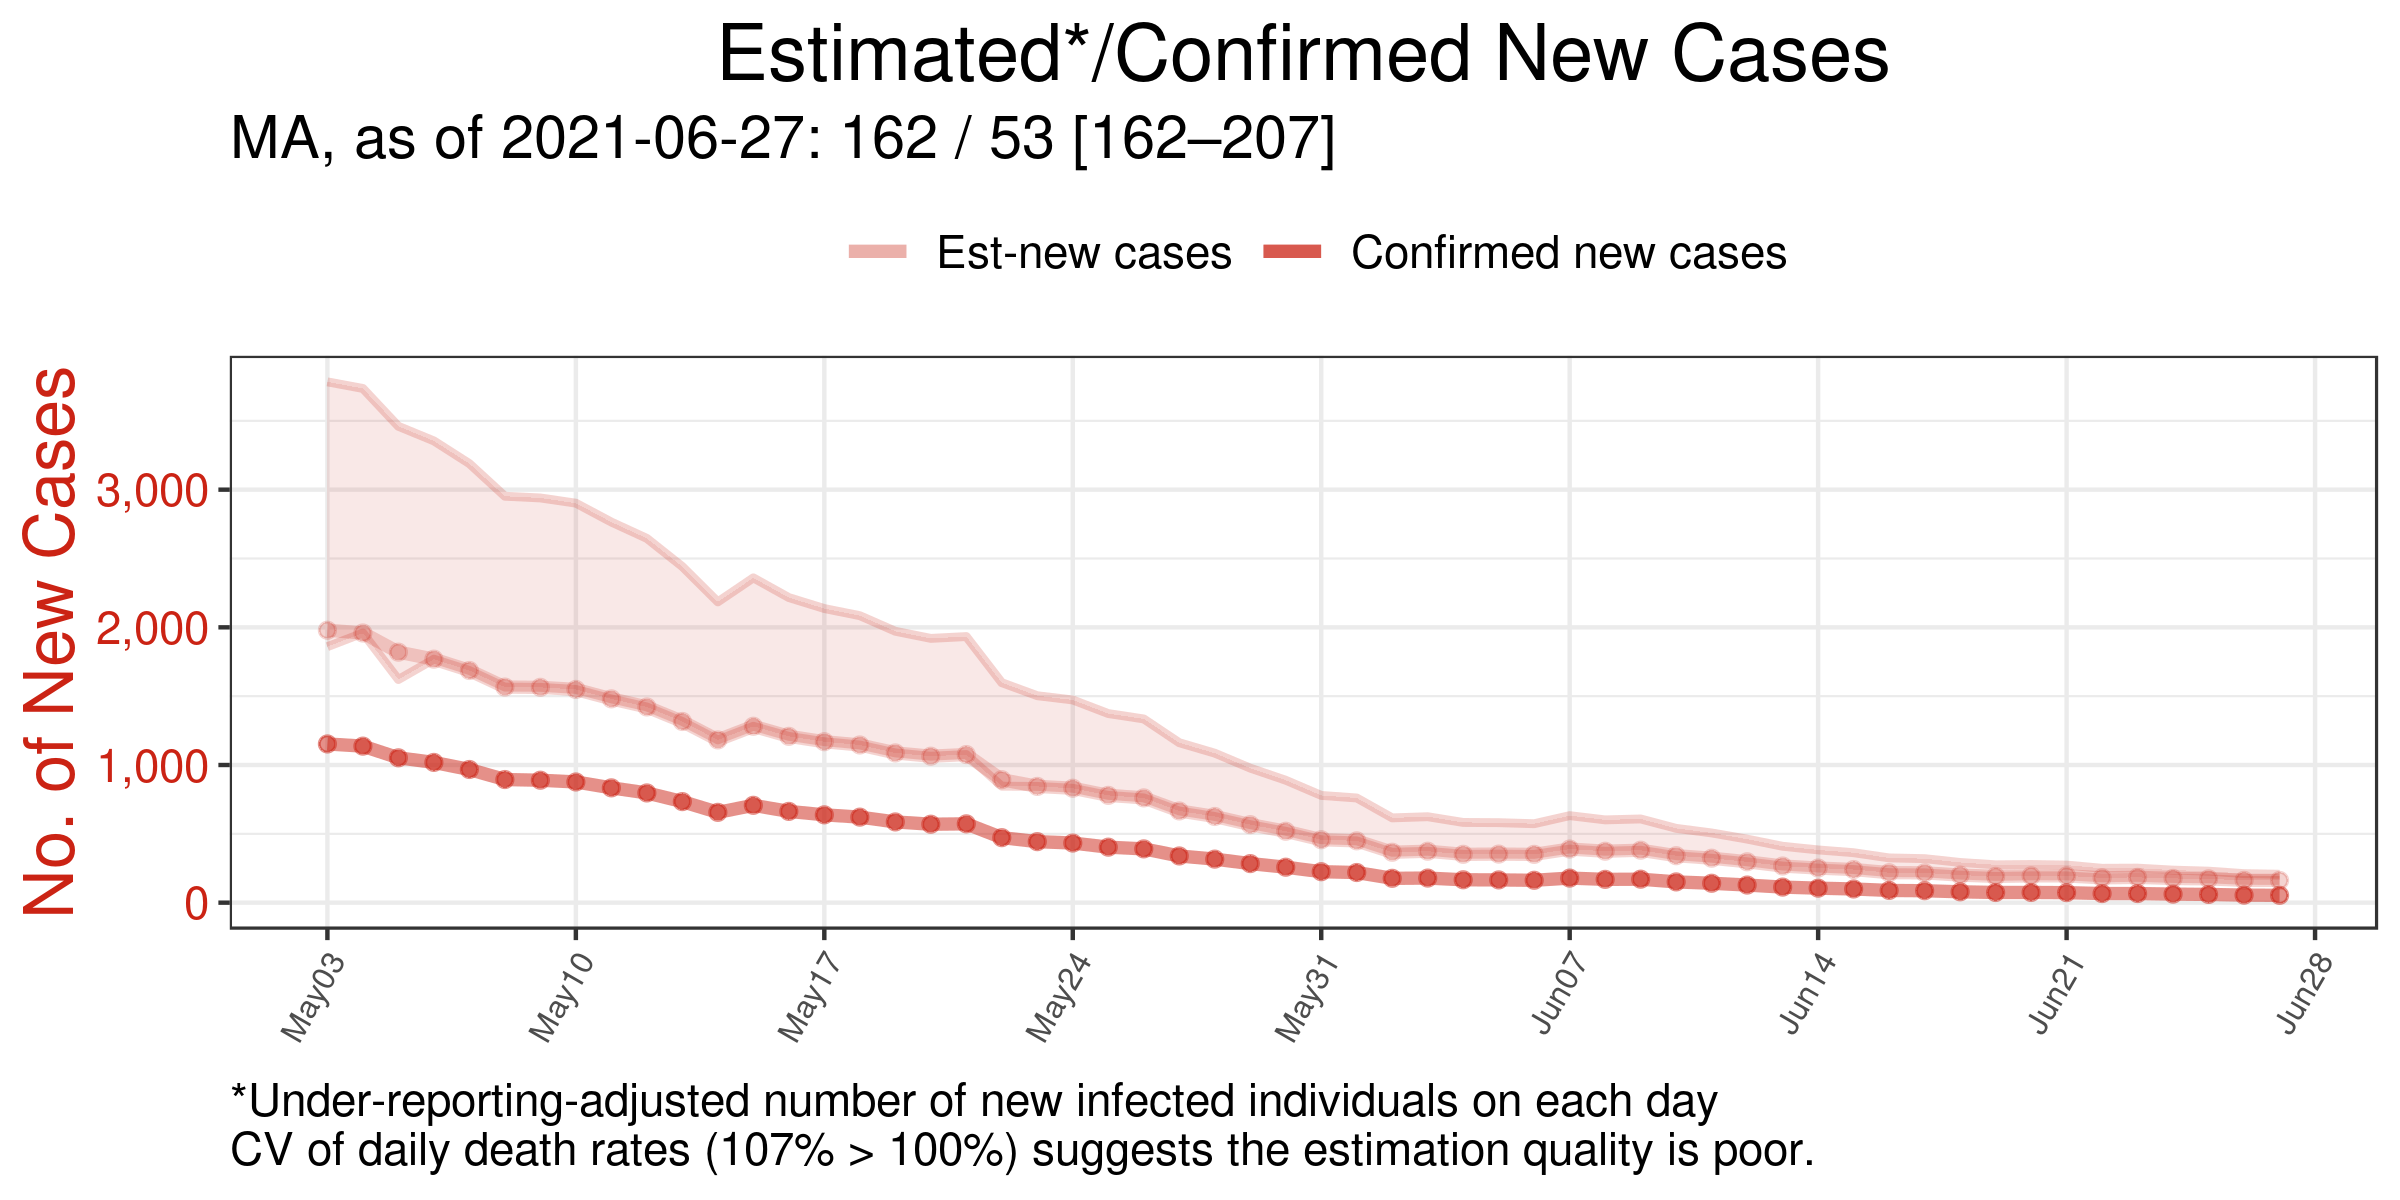 Estimated*/Confirmed New Cases
MA, as of 2021-06-27: 162 / 53 [162–207]
Est-new cases
Confirmed new cases
No. of New Cases
3,000
2,000
1,000
0
May03
May10
May17
May24
May31
Jun07
Jun14
Jun21
Jun28
*Under-reporting-adjusted number of new infected individuals on each day
CV of daily death rates (107% > 100%) suggests the estimation quality is poor.